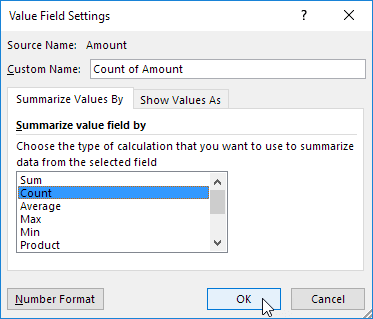 Value Field Settings ? ×
Source Name: Amount
Custom Name: Count of Amount
Summarize Values By Show Values As
Summarize value field by
Choose the type of calculation that you want to use to summarize
data from the selected field
Sum
Count
Average
Max
Min
Product
Number Format OK Cancel